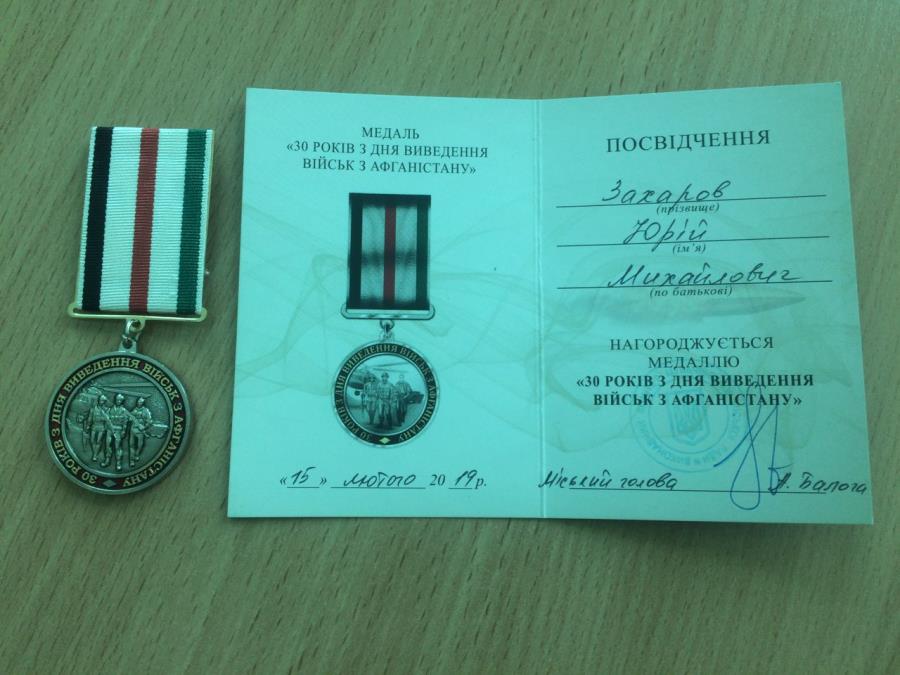 30 РОКІВ З ДНЯ ВИВЕДЕННЯ ВІЙСЬК З АФГАНІСТАНУ
МЕДАЛЬ
«30 РОКІВ З ДНЯ ВИВЕДЕННЯ
ВІЙСЬК З АФГАНІСТАНУ»
30 РОКІВ З ДНЯ ВИВЕДЕННЯ ВІЙСЬК З АФГАНІСТАНУ
«15» лютого 2019 р.
ПОСВІДЧЕННЯ
Захаров
(прізвище)
Юрій
(ім'я)
Михайлович
(по батькові)
НАГОРОДЖУЄТЬСЯ
МЕДАЛЛЮ
«30 РОКІВ З ДНЯ ВИВЕДЕННЯ
ВІЙСЬК З АФГАНІСТАНУ»
Міський голова А. Балога